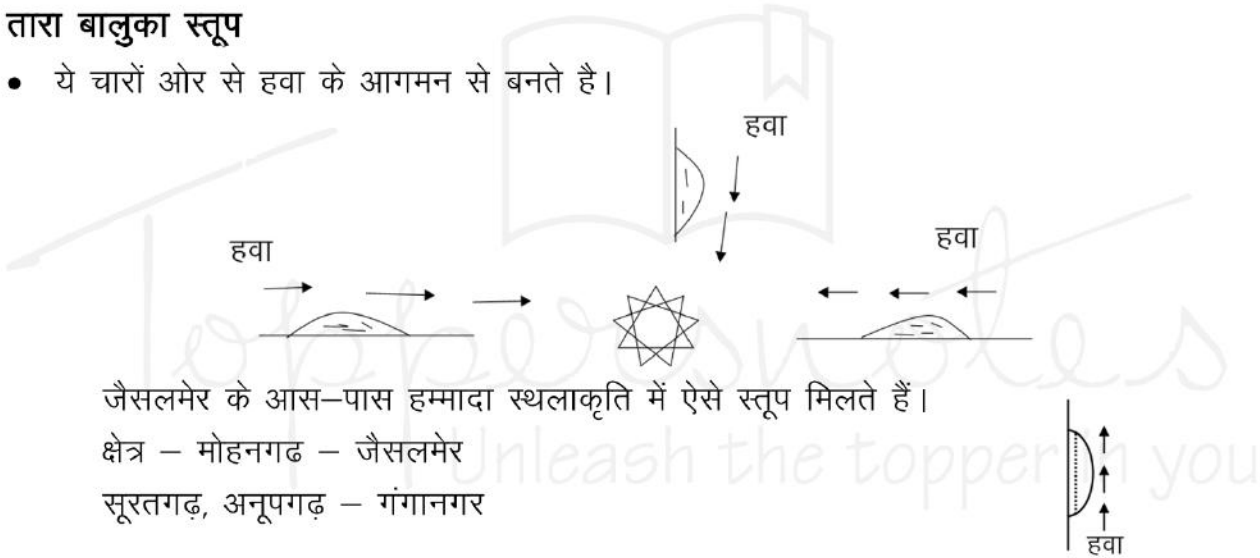 तारा बालुका स्तूप
• ये चारों ओर से हवा के आगमन से बनते है।
हवा
हवा
हवा
जैसलमेर के आस–पास हम्मादा स्थलाकृति में ऐसे स्तूप मिलते हैं।
क्षेत्र – मोहनगढ – जैसलमेर
सूरतगढ़, अनूपगढ़ – गंगानगर
हवा
Toppersnotes
Unleash the topper in you